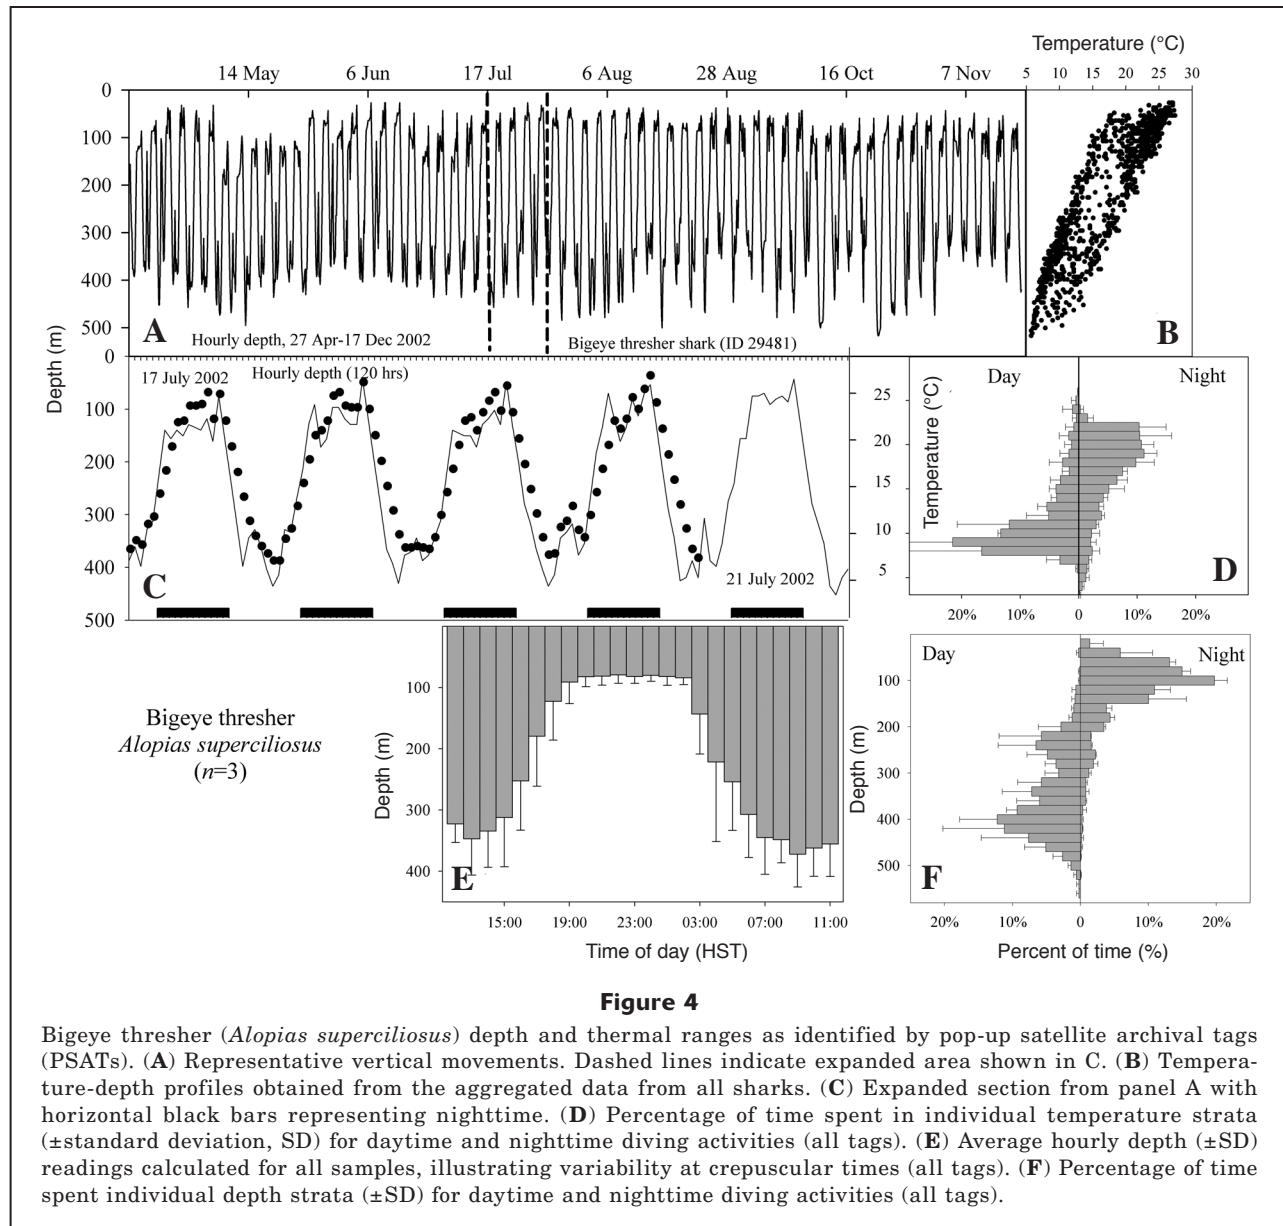 Temperature (°C)
14 May 6 Jun 17 Jul 6 Aug 28 Aug 16 Oct 7 Nov 5 10 15 20 25 30
0
100
200
300
400
500
A
Hourly depth, 27 Apr-17 Dec 2002
Bigeye thresher shark (ID 29481)
B
Depth (m)
0
100
200
300
400
500
17 July 2002
Hourly depth (120 hrs)
C
21 July 2002
25
20
15
10
5
Temperature (°C)
Day
Night
D
20% 10% 0 10% 20%
Bigeye thresher
Alopias superciliosus
(n=3)
Depth (m)
100
200
300
400
E
15:00 19:00 23:00 03:00 07:00 11:00
Time of day (HST)
Day
Night
Depth (m)
100
200
300
400
500
F
20% 10% 0 10% 20%
Percent of time (%)
Figure 4
Bigeye thresher (Alopias superciliosus) depth and thermal ranges as identified by pop-up satellite archival tags
(PSATs). (A) Representative vertical movements. Dashed lines indicate expanded area shown in C. (B) Tempera-
ture-depth profiles obtained from the aggregated data from all sharks. (C) Expanded section from panel A with
horizontal black bars representing nighttime. (D) Percentage of time spent in individual temperature strata
(±standard deviation, SD) for daytime and nighttime diving activities (all tags). (E) Average hourly depth (±SD)
readings calculated for all samples, illustrating variability at crepuscular times (all tags). (F) Percentage of time
spent individual depth strata (±SD) for daytime and nighttime diving activities (all tags).